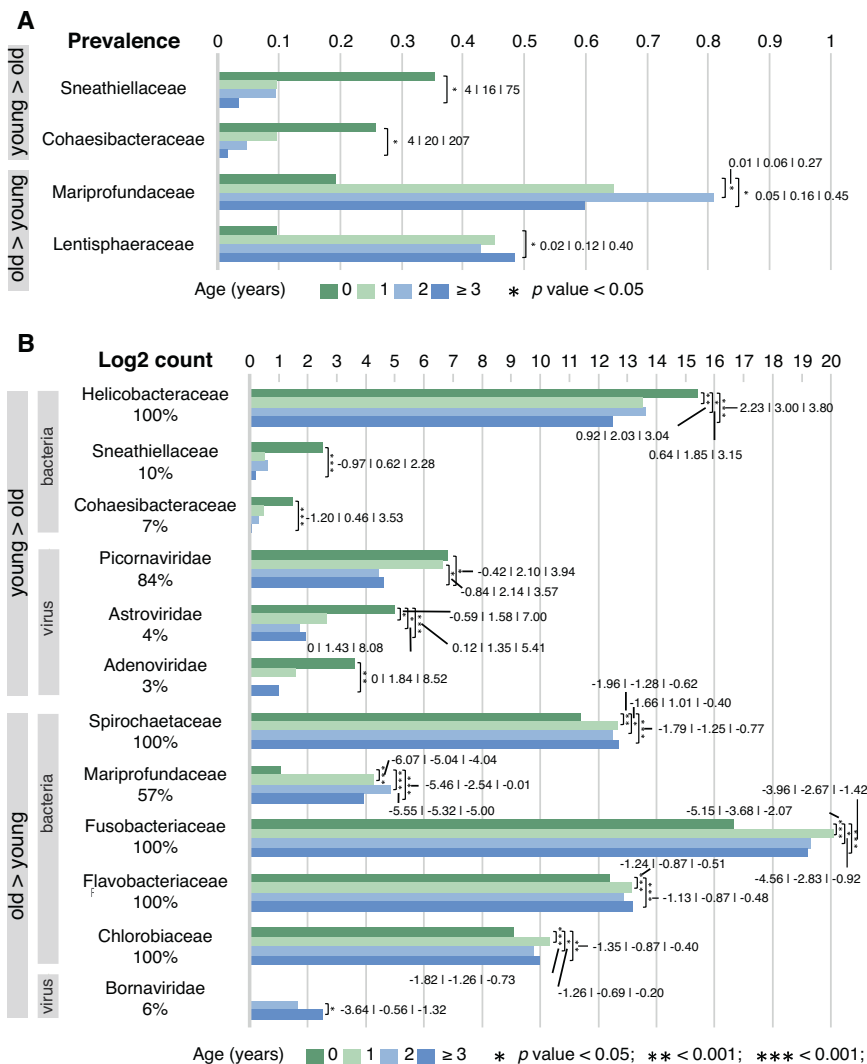 A
Prevalence
0 0.1 0.2 0.3 0.4 0.5 0.6 0.7 0.8 0.9 1
young > old
Sneathiellaceae
* 4 | 16 | 75
Cohaesibacteraceae
* 4 | 20 | 207
old > young
0.01 | 0.06 | 0.27
Mariprofundaceae
* * 0.05 | 0.16 | 0.45
Lentisphaeraceae
* 0.02 | 0.12 | 0.40
Age (years) 0 1 2 ≥ 3 * p value < 0.05
B
Log2 count
0 1 2 3 4 5 6 7 8 9 10 11 12 13 14 15 16 17 18 19 20
young > old
bacteria
Helicobacteraceae
100%
2.23 | 3.00 | 3.80
0.92 | 2.03 | 3.04
0.64 | 1.85 | 3.15
Sneathiellaceae
10%
*** -0.97 | 0.62 | 2.28
Cohaesibacteraceae
7%
*** -1.20 | 0.46 | 3.53
virus
Picornaviridae
84%
-0.42 | 2.10 | 3.94
-0.84 | 2.14 | 3.57
Astroviridae
4%
-0.59 | 1.58 | 7.00
0 | 1.43 | 8.08
0.12 | 1.35 | 5.41
Adenoviridae
3%
** 0 | 1.84 | 8.52
old > young
bacteria
-1.96 | -1.28 | -0.62
-1.66 | 1.01 | -0.40
Spirochaetaceae
100%
-1.79 | -1.25 | -0.77
-6.07 | -5.04 | -4.04
Mariprofundaceae
57%
-5.46 | -2.54 | -0.01
-5.55 | -5.32 | -5.00
-3.96 | -2.67 | -1.42
-5.15 | -3.68 | -2.07
Fusobacteriaceae
100%
-4.56 | -2.83 | -0.92
-1.24 | -0.87 | -0.51
Flavobacteriaceae
F
100%
-1.13 | -0.87 | -0.48
Chlorobiaceae
100%
-1.35 | -0.87 | -0.40
-1.82 | -1.26 | -0.73
-1.26 | -0.69 | -0.20
virus
Bornaviridae
6%
* -3.64 | -0.56 | -1.32
Age (years) 0 1 2 ≥ 3 * p value < 0.05; ** < 0.001; *** < 0.001;